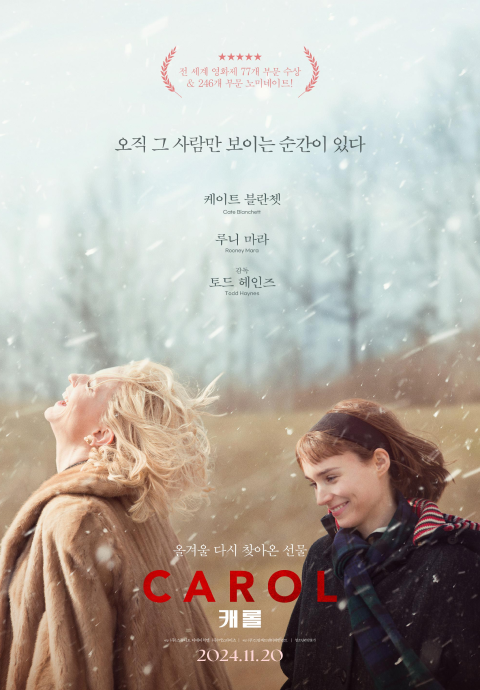 ★★★★★
전 세계 영화제 77개 부문 수상
& 246개 부문 노미네이트!
오직 그 사람만 보이는 순간이 있다
케이트 블란쳇
Cate Blanchett
루니 마라
Rooney Mara
감독
토드 헤인즈
Todd Haynes
올겨울 다시 찾아온 선물
CAROL
캐롤
2024.11.20